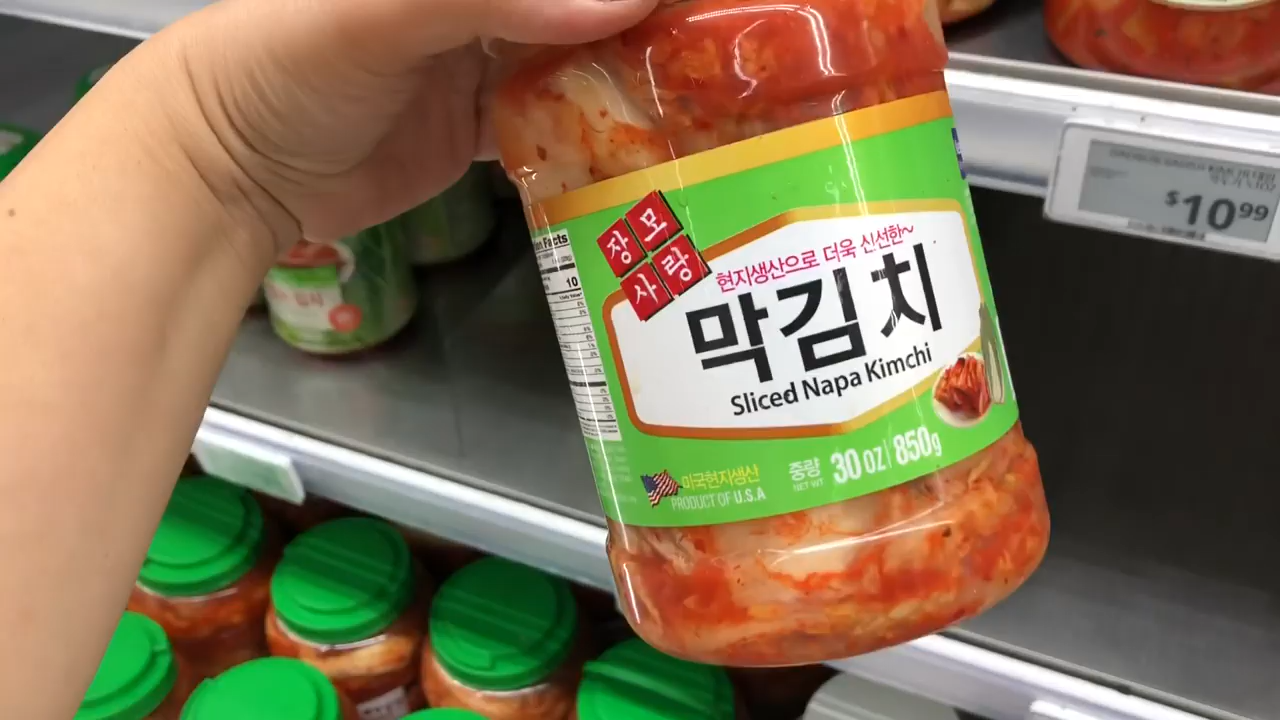 장모
사랑
현지생산으로 더욱 신선한~
막김치
Sliced Napa Kimchi
미국현지생산
PRODUCT OF U.S.A
중량
NET WT
30 oz | 850g
Facts
10
$10.99